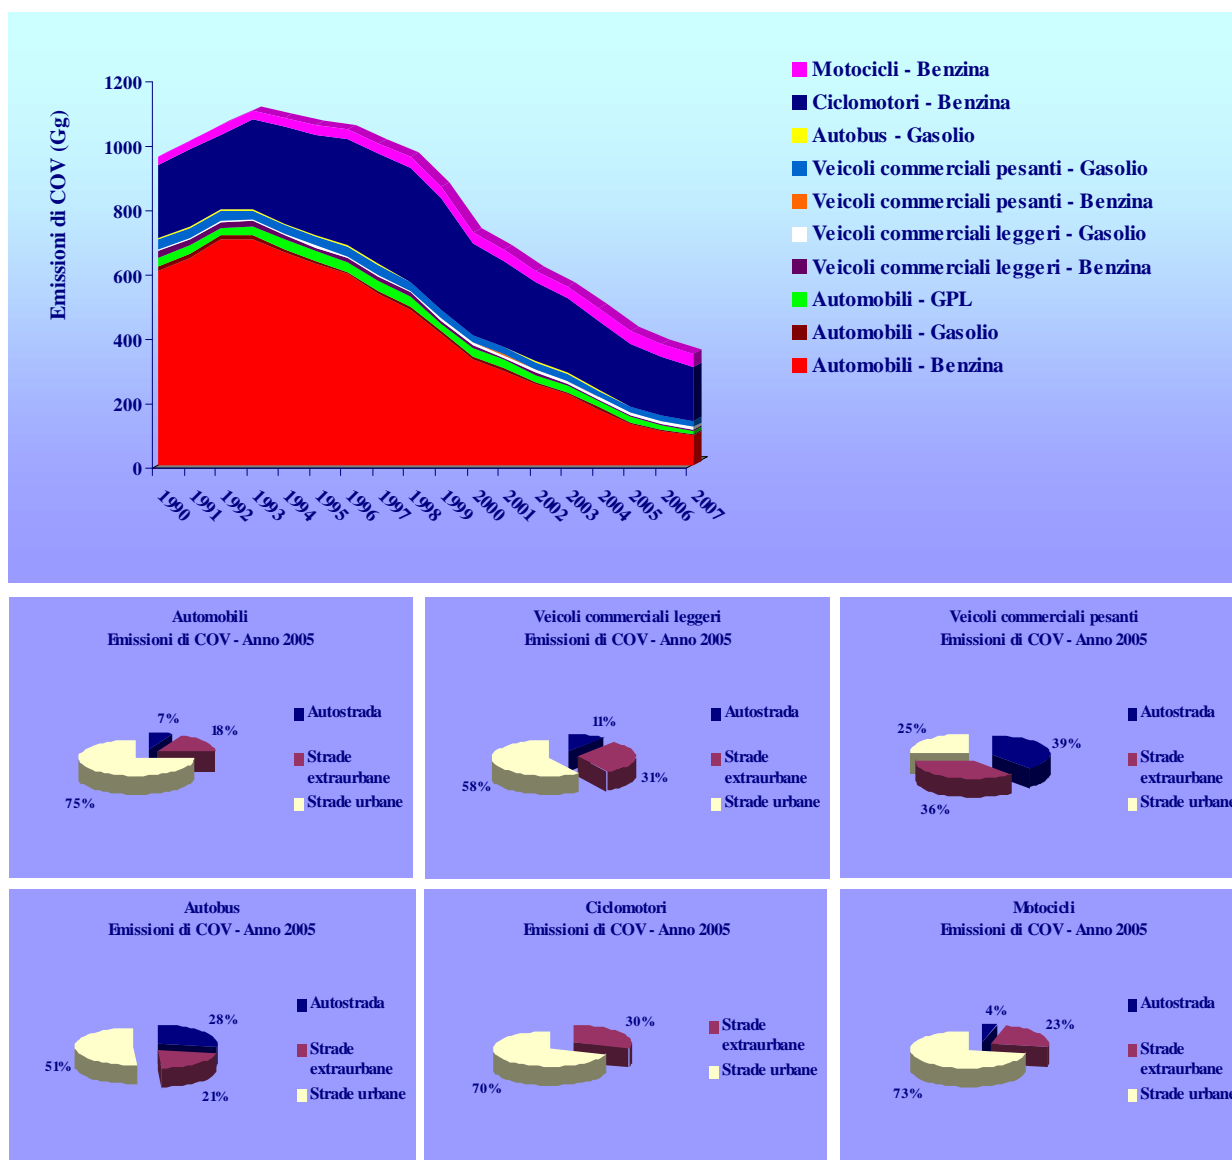 Emissioni di COV (Gg)
1200
1000
800
600
400
200
0
1990
1991
1992
1993
1994
1995
1996
1997
1998
1999
2000
2001
2002
2003
2004
2005
2006
2007
Motocicli - Benzina
Ciclomotori - Benzina
Autobus - Gasolio
Veicoli commerciali pesanti - Gasolio
Veicoli commerciali pesanti - Benzina
Veicoli commerciali leggeri - Gasolio
Veicoli commerciali leggeri - Benzina
Automobili - GPL
Automobili - Gasolio
Automobili - Benzina
Automobili
Emissioni di COV - Anno 2005
7%
18%
75%
Autostrada
Strade
extraurbane
Strade urbane
Veicoli commerciali leggeri
Emissioni di COV - Anno 2005
11%
31%
58%
Autostrada
Strade
extraurbane
Strade urbane
Veicoli commerciali pesanti
Emissioni di COV - Anno 2005
25%
39%
36%
Autostrada
Strade
extraurbane
Strade urbane
Autobus
Emissioni di COV - Anno 2005
28%
51%
21%
Autostrada
Strade
extraurbane
Strade urbane
Ciclomotori
Emissioni di COV - Anno 2005
30%
70%
Strade
extraurbane
Strade urbane
Motocicli
Emissioni di COV - Anno 2005
4%
23%
73%
Autostrada
Strade
extraurbane
Strade urbane